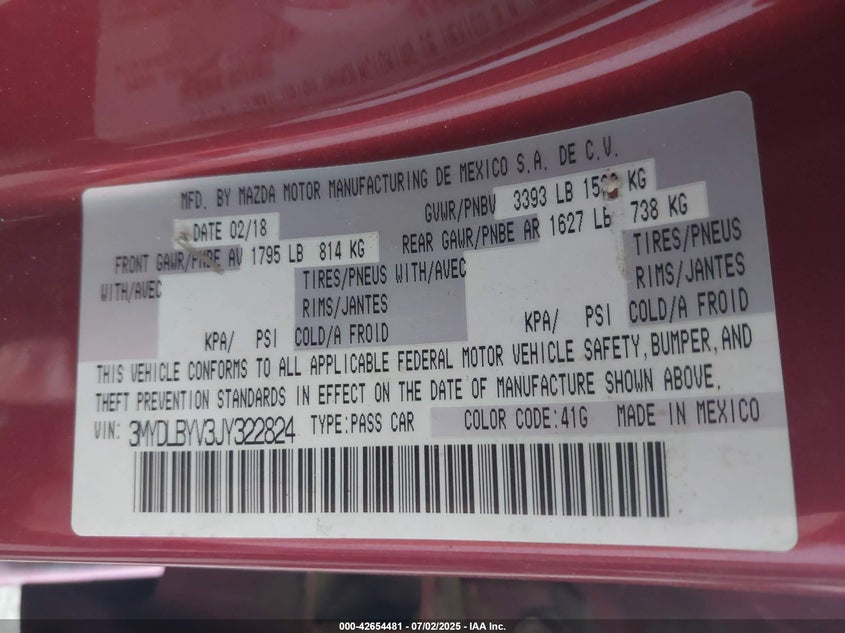 MFD. BY MAZDA MOTOR MANUFACTURING DE MEXICO S.A. DE C.V.
DATE 02/18 GVWR/PNBV 3393 LB KG
FRONT GAWR/PNBE AV 1795 LB 814 KG REAR GAWR/PNBE AR 1627 LB 738 KG
WITH/AVEC TIRES/PNEUS WITH/AVEC TIRES/PNEUS
RIMS/JANTES RIMS/JANTES
KPA/ PSI COLD/A FROID KPA/ PSI COLD/A FROID
THIS VEHICLE CONFORMS TO ALL APPLICABLE FEDERAL MOTOR VEHICLE SAFETY, BUMPER, AND
THEFT PREVENTION STANDARDS IN EFFECT ON THE DATE OF MANUFACTURE SHOWN ABOVE.
VIN: 3MYDLBYV3JY322824 TYPE:PASS CAR COLOR CODE:41G MADE IN MEXICO
000-42654481 - 07/02/2025 - IAA Inc.